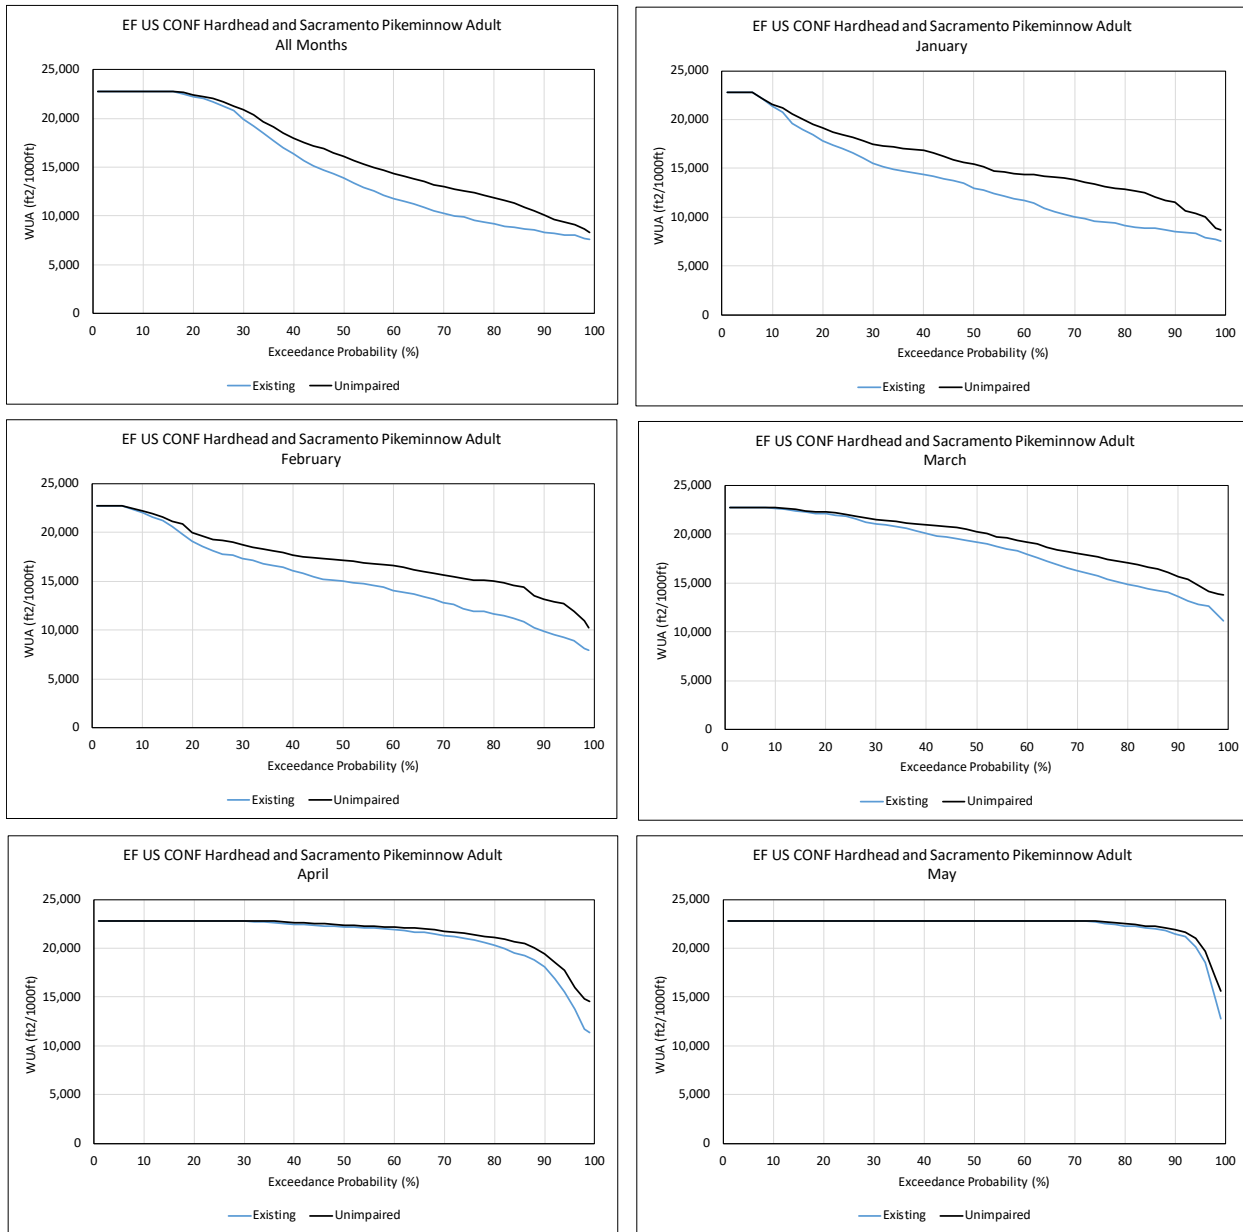 EF US CONF Hardhead and Sacramento Pikeminnow Adult
All Months
25,000
20,000
15,000
10,000
5,000
0
WUA (ft2/1000ft)
0 10 20 30 40 50 60 70 80 90 100
Exceedance Probability (%)
Existing Unimpaired
EF US CONF Hardhead and Sacramento Pikeminnow Adult
January
25,000
20,000
15,000
10,000
5,000
0
WUA (ft2/1000ft)
0 10 20 30 40 50 60 70 80 90 100
Exceedance Probability (%)
Existing Unimpaired
EF US CONF Hardhead and Sacramento Pikeminnow Adult
February
25,000
20,000
15,000
10,000
5,000
0
WUA (ft2/1000ft)
0 10 20 30 40 50 60 70 80 90 100
Exceedance Probability (%)
Existing Unimpaired
EF US CONF Hardhead and Sacramento Pikeminnow Adult
March
25,000
20,000
15,000
10,000
5,000
0
WUA (ft2/1000ft)
0 10 20 30 40 50 60 70 80 90 100
Exceedance Probability (%)
Existing Unimpaired
EF US CONF Hardhead and Sacramento Pikeminnow Adult
April
25,000
20,000
15,000
10,000
5,000
0
WUA (ft2/1000ft)
0 10 20 30 40 50 60 70 80 90 100
Exceedance Probability (%)
Existing Unimpaired
EF US CONF Hardhead and Sacramento Pikeminnow Adult
May
25,000
20,000
15,000
10,000
5,000
0
WUA (ft2/1000ft)
0 10 20 30 40 50 60 70 80 90 100
Exceedance Probability (%)
Existing Unimpaired